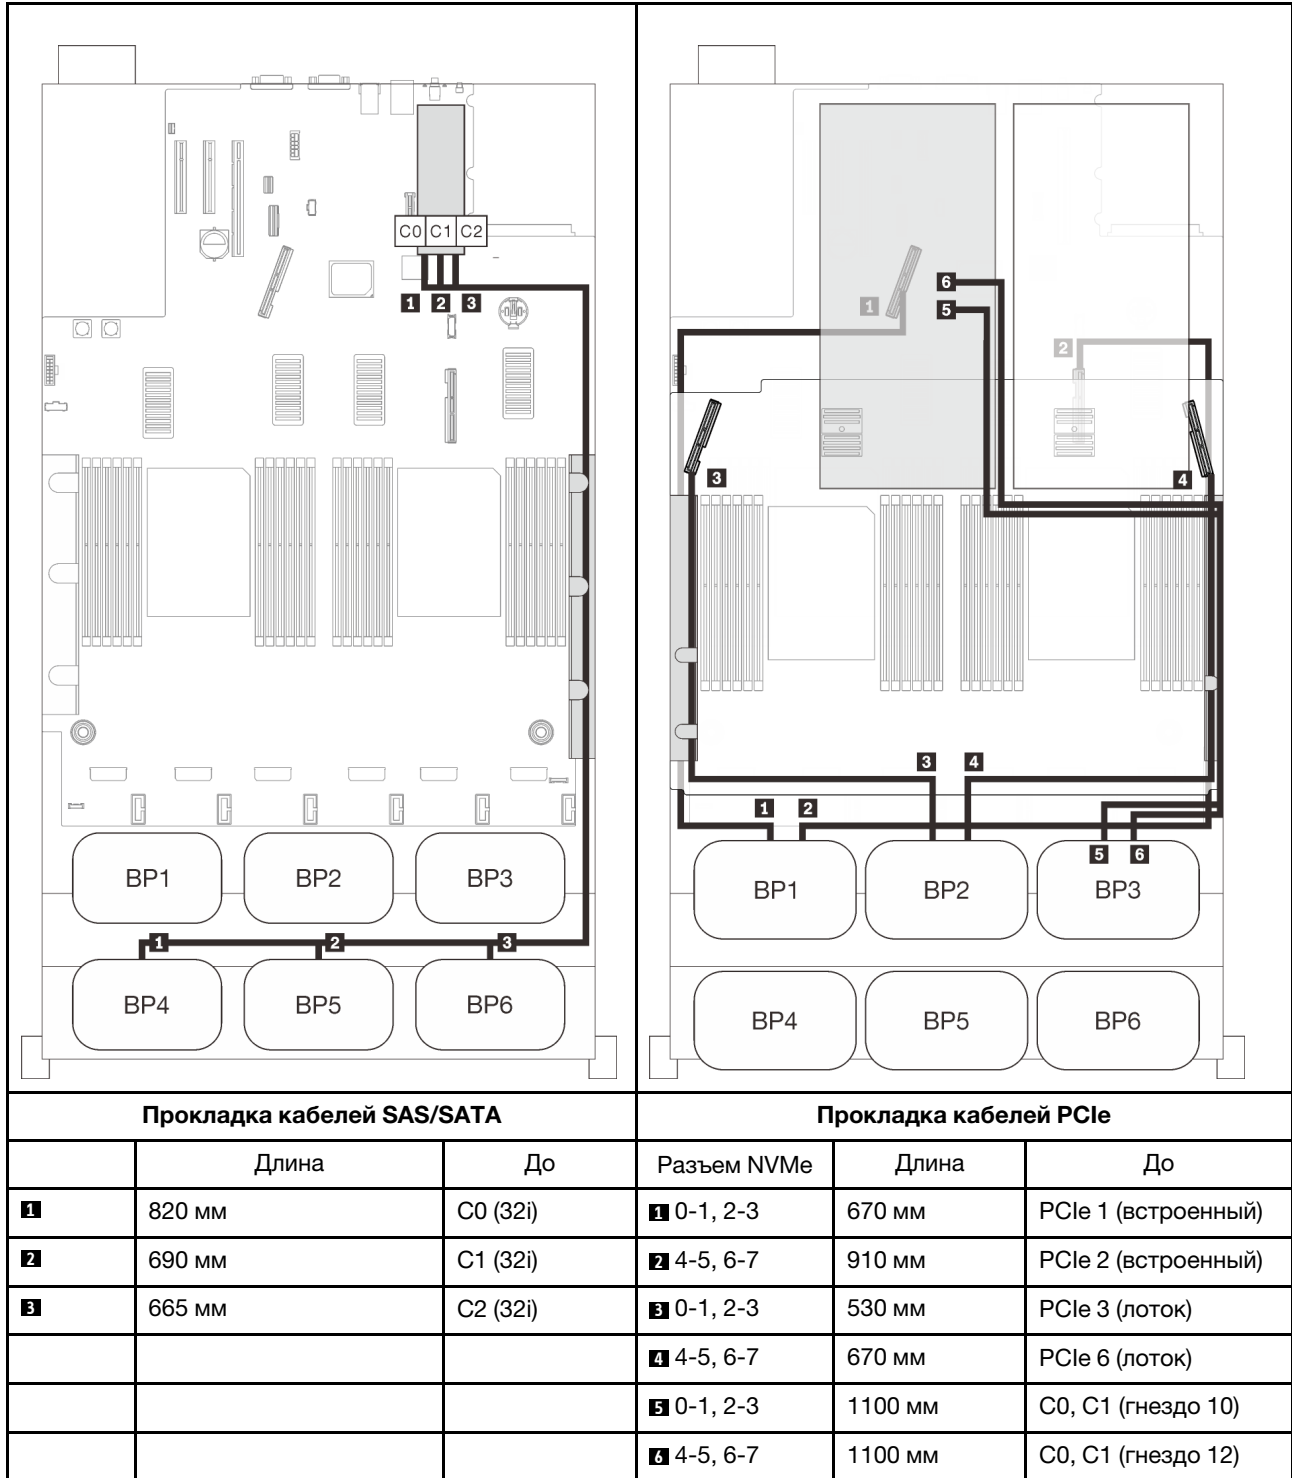 C0 C1 C2
1 2 3
BP1 BP2 BP3
1 2 3
BP4 BP5 BP6
6
1 5
2
3 4
3 4
1 2
5 6
BP1 BP2 BP3
BP4 BP5 BP6
Прокладка кабелей SAS/SATA Прокладка кабелей PCIe
Длина До Разъем NVMe Длина До
1 820 мм C0 (32i) 1 0-1, 2-3 670 мм PCIe 1 (встроенный)
2 690 мм C1 (32i) 2 4-5, 6-7 910 мм PCIe 2 (встроенный)
3 665 мм C2 (32i) 3 0-1, 2-3 530 мм PCIe 3 (лоток)
4 4-5, 6-7 670 мм PCIe 6 (лоток)
5 0-1, 2-3 1100 мм C0, C1 (гнездо 10)
6 4-5, 6-7 1100 мм C0, C1 (гнездо 12)